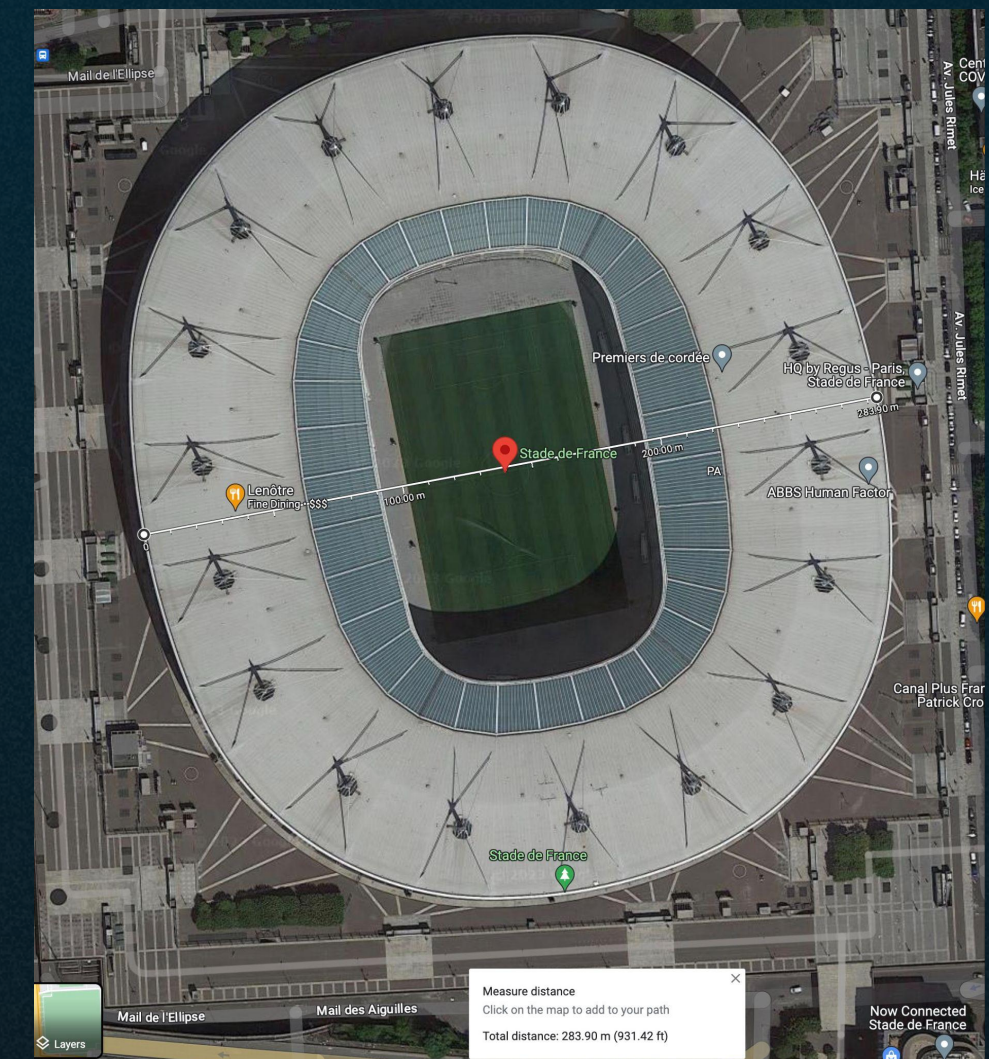 Mail de l'Ellipse
Av. Jules Rimet
Cent
COV
Hä
Ice
Av. Jules Rimet
Premiers de cordée
HQ by Regus - Paris,
Stade de France
283.90 m
Stade de France
200.00 m
PA
ABBS Human Factor
Lenôtre
Fine Dining · $$$
100.00 m
0
Canal Plus Fran
Patrick Cro
Stade de France
Measure distance
Click on the map to add to your path
Total distance: 283.90 m (931.42 ft)
Mail de l'Ellipse
Mail des Aiguilles
Now Connected
Stade de France
Layers